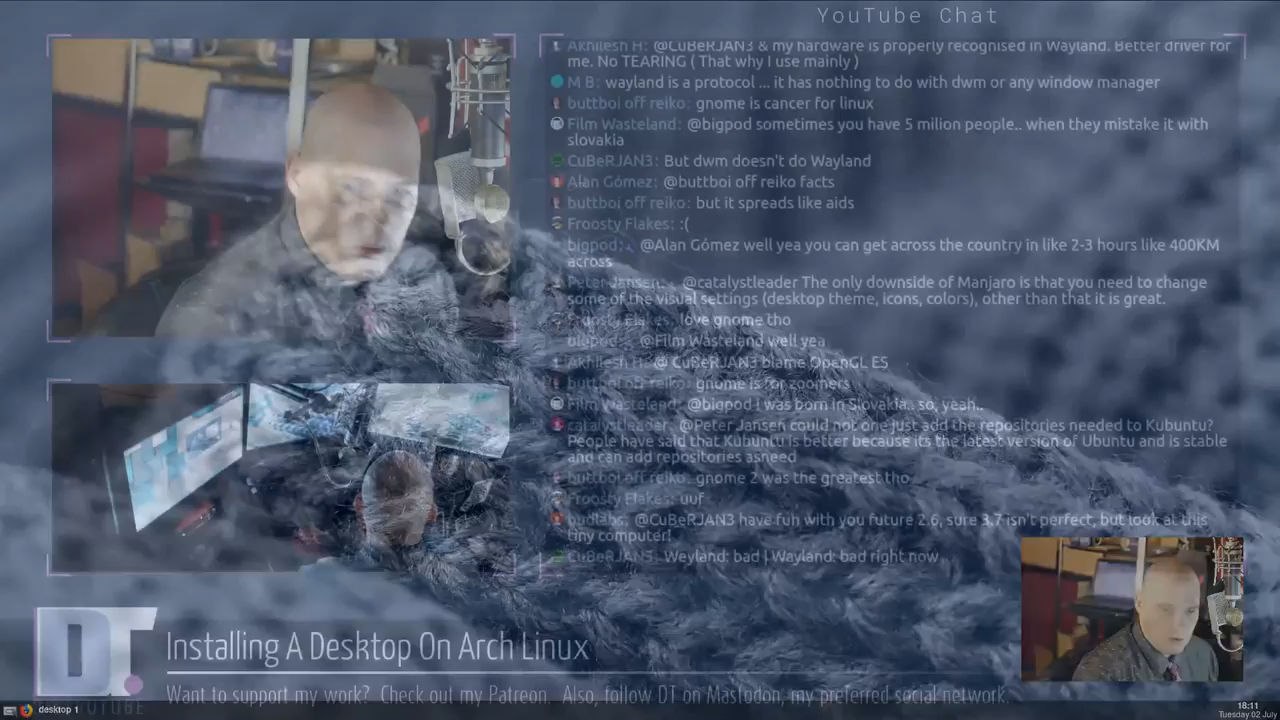 YouTube Chat
Akhilesh H: @CuBeRJAN3 & my hardware is properly recognised in Wayland. Better driver for
me. No TEARING ( That why I use mainly )
M B: wayland is a protocol ... it has nothing to do with dwm or any window manager
buttboi off reiko: gnome is cancer for linux
Film Wasteland: @bigpod sometimes you have 5 milion people.. when they mistake it with
slovakia
CuBeRJAN3: But dwm doesn't do Wayland
Alan Gómez: @buttboi off reiko facts
buttboi off reiko: but it spreads like aids
Froosty Flakes: :(
bigpod: @Alan Gómez well yea you can get across the country in like 2-3 hours like 400KM
across
Peter Jansen: @catalystleader The only downside of Manjaro is that you need to change
some of the visual settings (desktop theme, icons, colors), other than that it is great.
Froosty Flakes: love gnome tho
bigpod: @Film Wasteland well yea
Akhilesh H: @ CuBeRJAN3 blame OpenGL ES
buttboi off reiko: gnome is for zoomers
Film Wasteland: @bigpod I was born in Slovakia.. so, yeah..
catalystleader: @Peter Jansen could not one just add the repositories needed to Kubuntu?
People have said that Kubuntu is better because its the latest version of Ubuntu and is stable
and can add repositories asneed
buttboi off reiko: gnome 2 was the greatest tho
Froosty Flakes: uuf
budlabs: @CuBeRJAN3 have fun with you future 2.6, sure 3.7 isn't perfect, but look at this
tiny computer!
CuBeRJAN3: Weyland: bad | Wayland: bad right now
DT
Installing A Desktop On Arch Linux
Want to support my work? Check out my Patreon. Also, follow DT on Mastodon, my preferred social network.
desktop 1
18:11
Tuesday 02 July